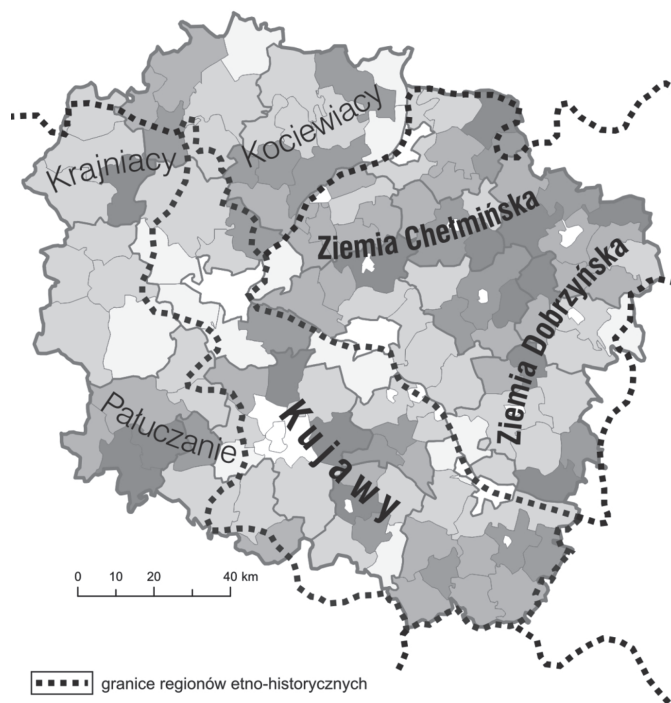 Kociewiacy
Krajniacy
Ziemia Chełmińska
Ziemia Dobrzyńska
Pałuczanie
Kujawy
0 10 20 40 km
granice regionów etno-historycznych